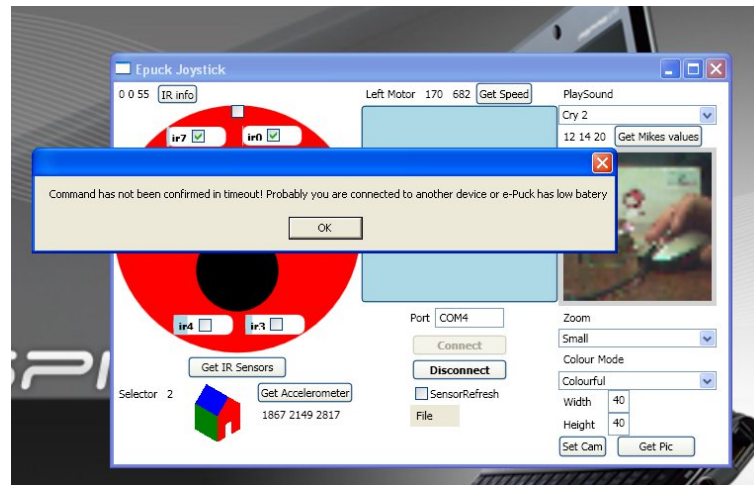 Epuck Joystick
0 0 55 IR info Left Motor 170 682 Get Speed PlaySound
Cry 2
ir7 ir0 12 14 20 Get Mikes values
Command has not been confirmed in timeout! Probably you are connected to another device or e-Puck has low batery
OK
ir4 ir3 Port COM4 Zoom
Small
Connect
Colour Mode
Get IR Sensors Disconnect
Colourful
Selector 2 Get Accelerometer SensorRefresh
Width 40
1867 2149 2817 File
Height 40
Set Cam Get Pic